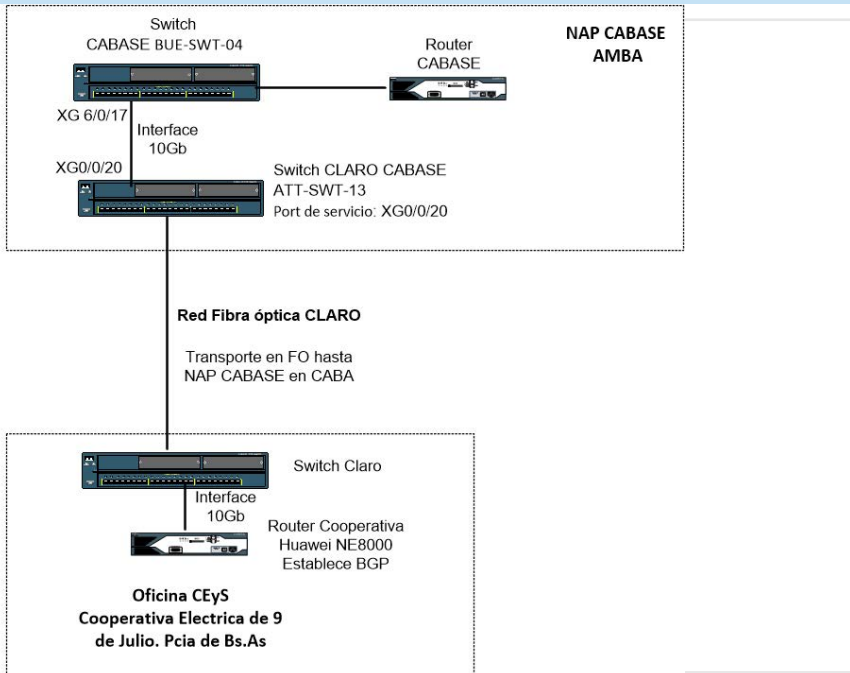 Switch
CABASE BUE-SWT-04
Router
CABASE
NAP CABASE
AMBA
XG 6/0/17
Interface
10Gb
XG0/0/20
Switch CLARO CABASE
ATT-SWT-13
Port de servicio: XG0/0/20
Red Fibra óptica CLARO
Transporte en FO hasta
NAP CABASE en CABA
Switch Claro
Interface
10Gb
Router Cooperativa
Huawei NE8000
Establece BGP
Oficina CEyS
Cooperativa Electrica de 9
de Julio. Pcia de Bs.As